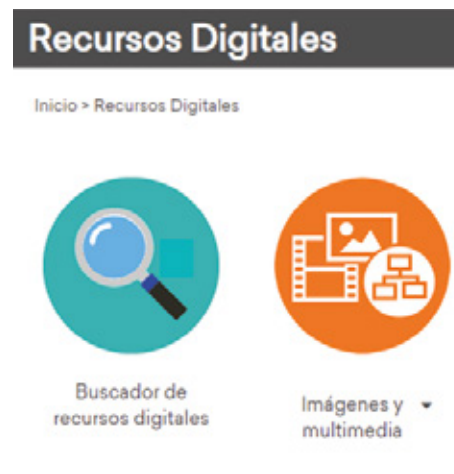 Recursos Digitales
Inicio > Recursos Digitales
Buscador de
recursos digitales
Imágenes y
multimedia